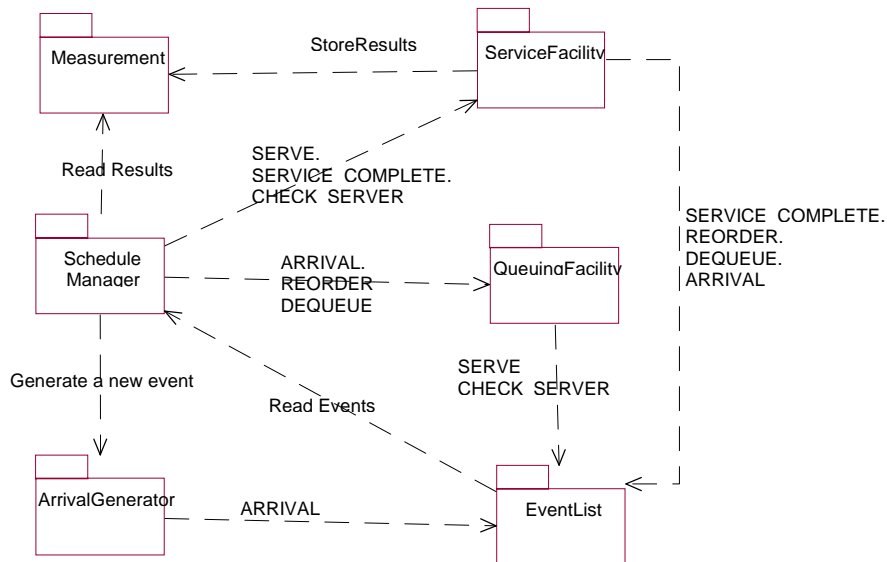 StoreResults
Measurement
ServiceFacility
Read Results
SERVE.
SERVICE COMPLETE.
CHECK SERVER
SERVICE COMPLETE.
REORDER.
DEQUEUE.
ARRIVAL
Schedule
Manager
ARRIVAL.
REORDER
DEQUEUE
QueuingFacility
Generate a new event
SERVE
CHECK SERVER
Read Events
ArrivalGenerator
ARRIVAL
EventList